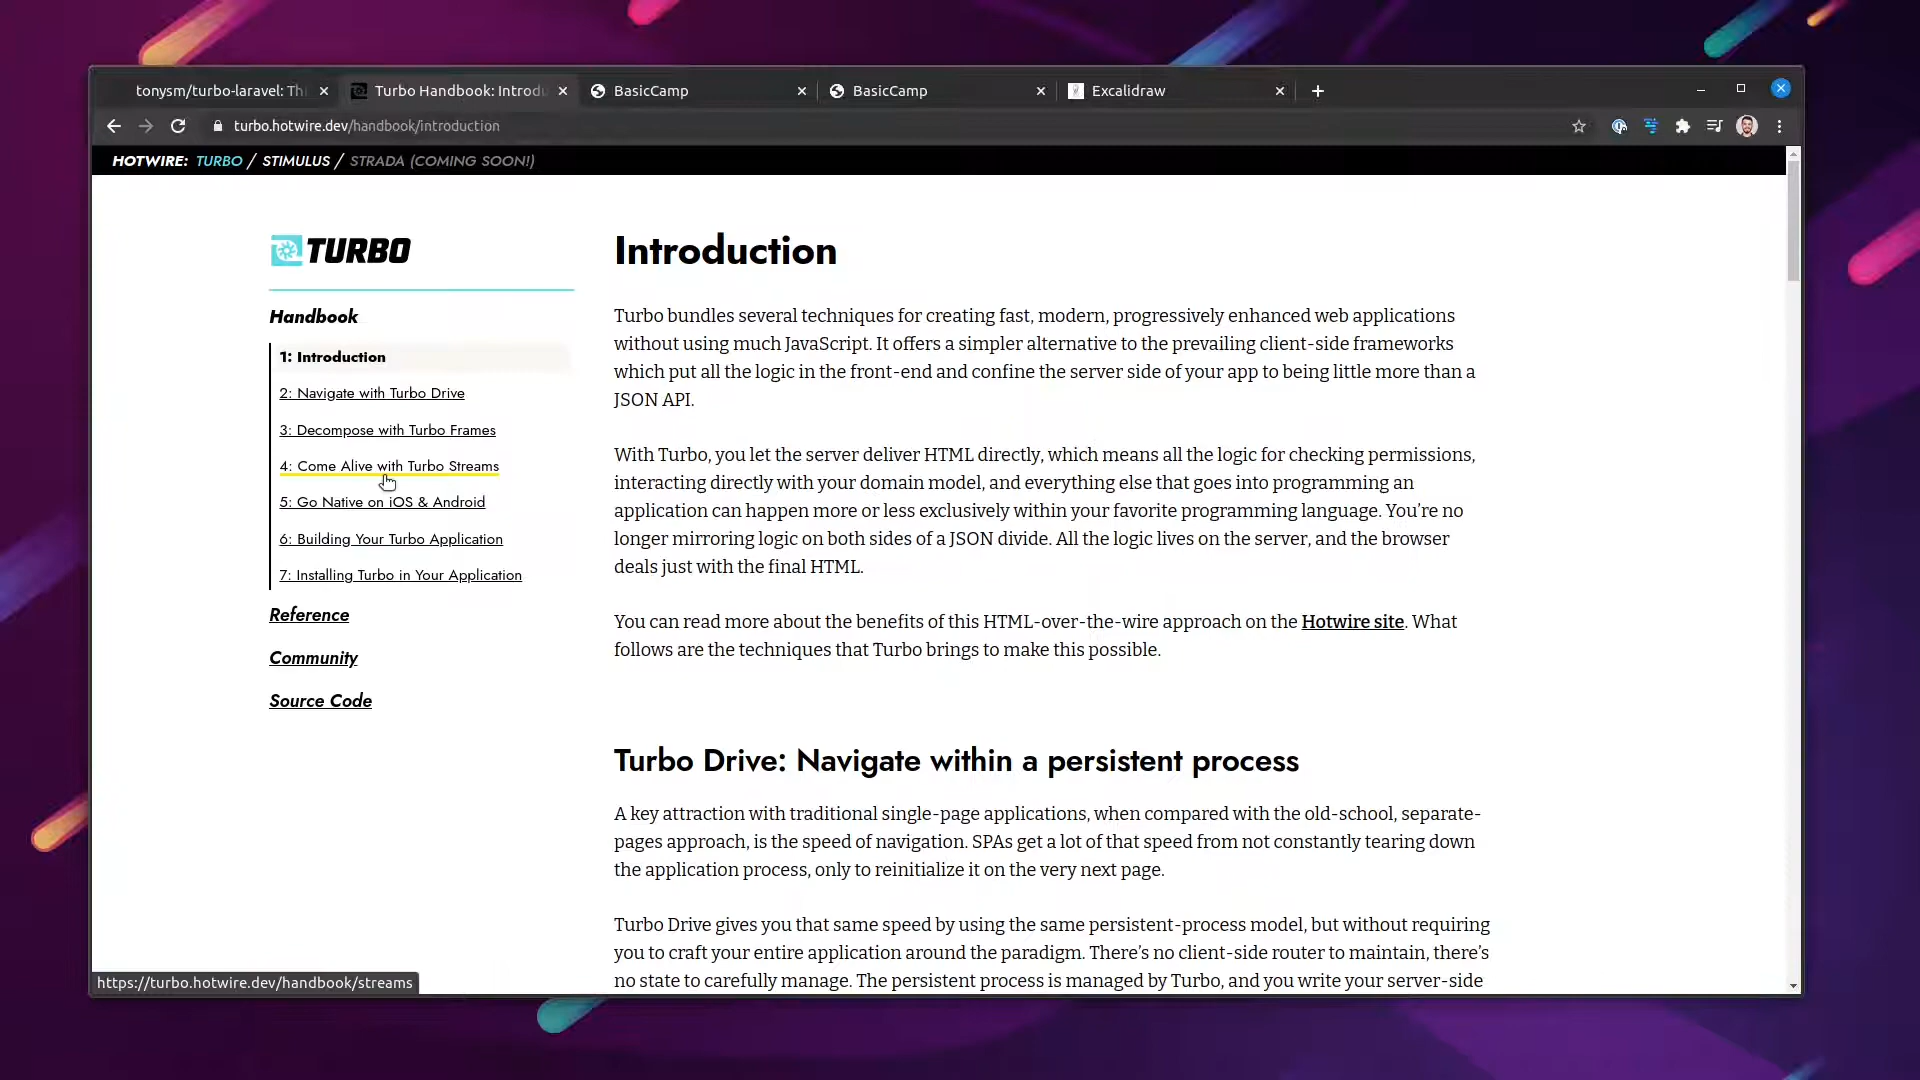 tonysm/turbo-laravel: Thi
Turbo Handbook: Introdu
BasicCamp
BasicCamp
Excalidraw
turbo.hotwire.dev/handbook/introduction
HOTWIRE: TURBO / STIMULUS / STRADA (COMING SOON!)
TURBO
Handbook
1: Introduction
2: Navigate with Turbo Drive
3: Decompose with Turbo Frames
4: Come Alive with Turbo Streams
5: Go Native on iOS & Android
6: Building Your Turbo Application
7: Installing Turbo in Your Application
Reference
Community
Source Code
Introduction
Turbo bundles several techniques for creating fast, modern, progressively enhanced web applications
without using much JavaScript. It offers a simpler alternative to the prevailing client-side frameworks
which put all the logic in the front-end and confine the server side of your app to being little more than a
JSON API.
With Turbo, you let the server deliver HTML directly, which means all the logic for checking permissions,
interacting directly with your domain model, and everything else that goes into programming an
application can happen more or less exclusively within your favorite programming language. You’re no
longer mirroring logic on both sides of a JSON divide. All the logic lives on the server, and the browser
deals just with the final HTML.
You can read more about the benefits of this HTML-over-the-wire approach on the Hotwire site. What
follows are the techniques that Turbo brings to make this possible.
Turbo Drive: Navigate within a persistent process
A key attraction with traditional single-page applications, when compared with the old-school, separate-
pages approach, is the speed of navigation. SPAs get a lot of that speed from not constantly tearing down
the application process, only to reinitialize it on the very next page.
Turbo Drive gives you that same speed by using the same persistent-process model, but without requiring
you to craft your entire application around the paradigm. There’s no client-side router to maintain, there’s
no state to carefully manage. The persistent process is managed by Turbo, and you write your server-side
https://turbo.hotwire.dev/handbook/streams